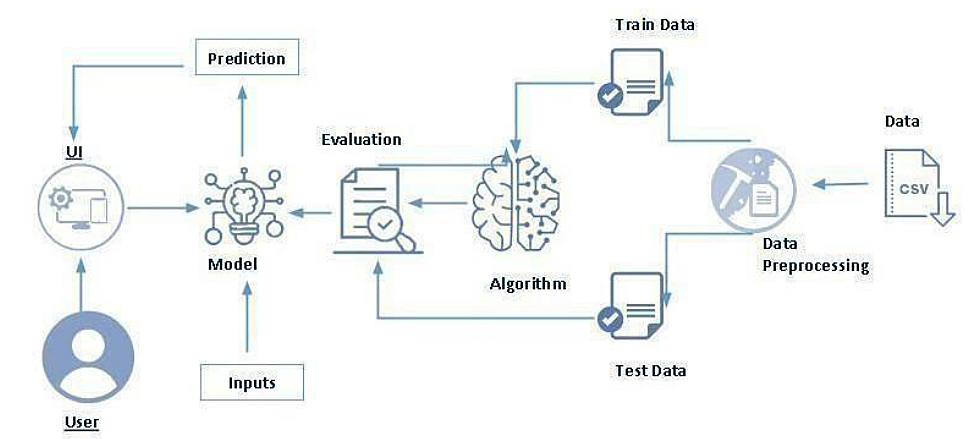 Train Data
Prediction
Data
Evaluation
UI
CSV
Data
Preprocessing
Model
Algorithm
Test Data
Inputs
User